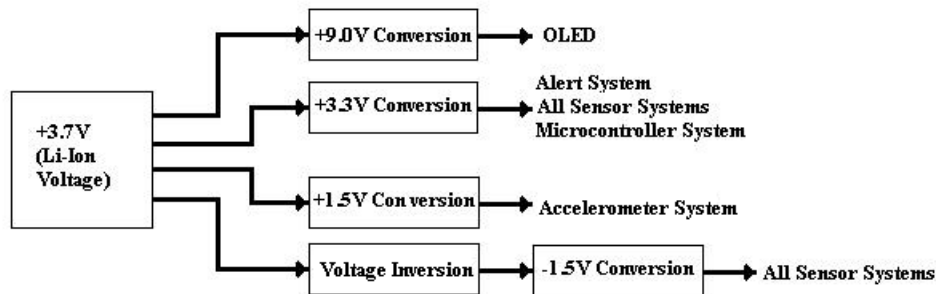 +9.0V Conversion
OLED
+3.7V
(Li-Ion
Voltage)
+3.3V Conversion
Alert System
All Sensor Systems
Microcontroller System
+1.5V Conversion
Accelerometer System
Voltage Inversion
-1.5V Conversion
All Sensor Systems